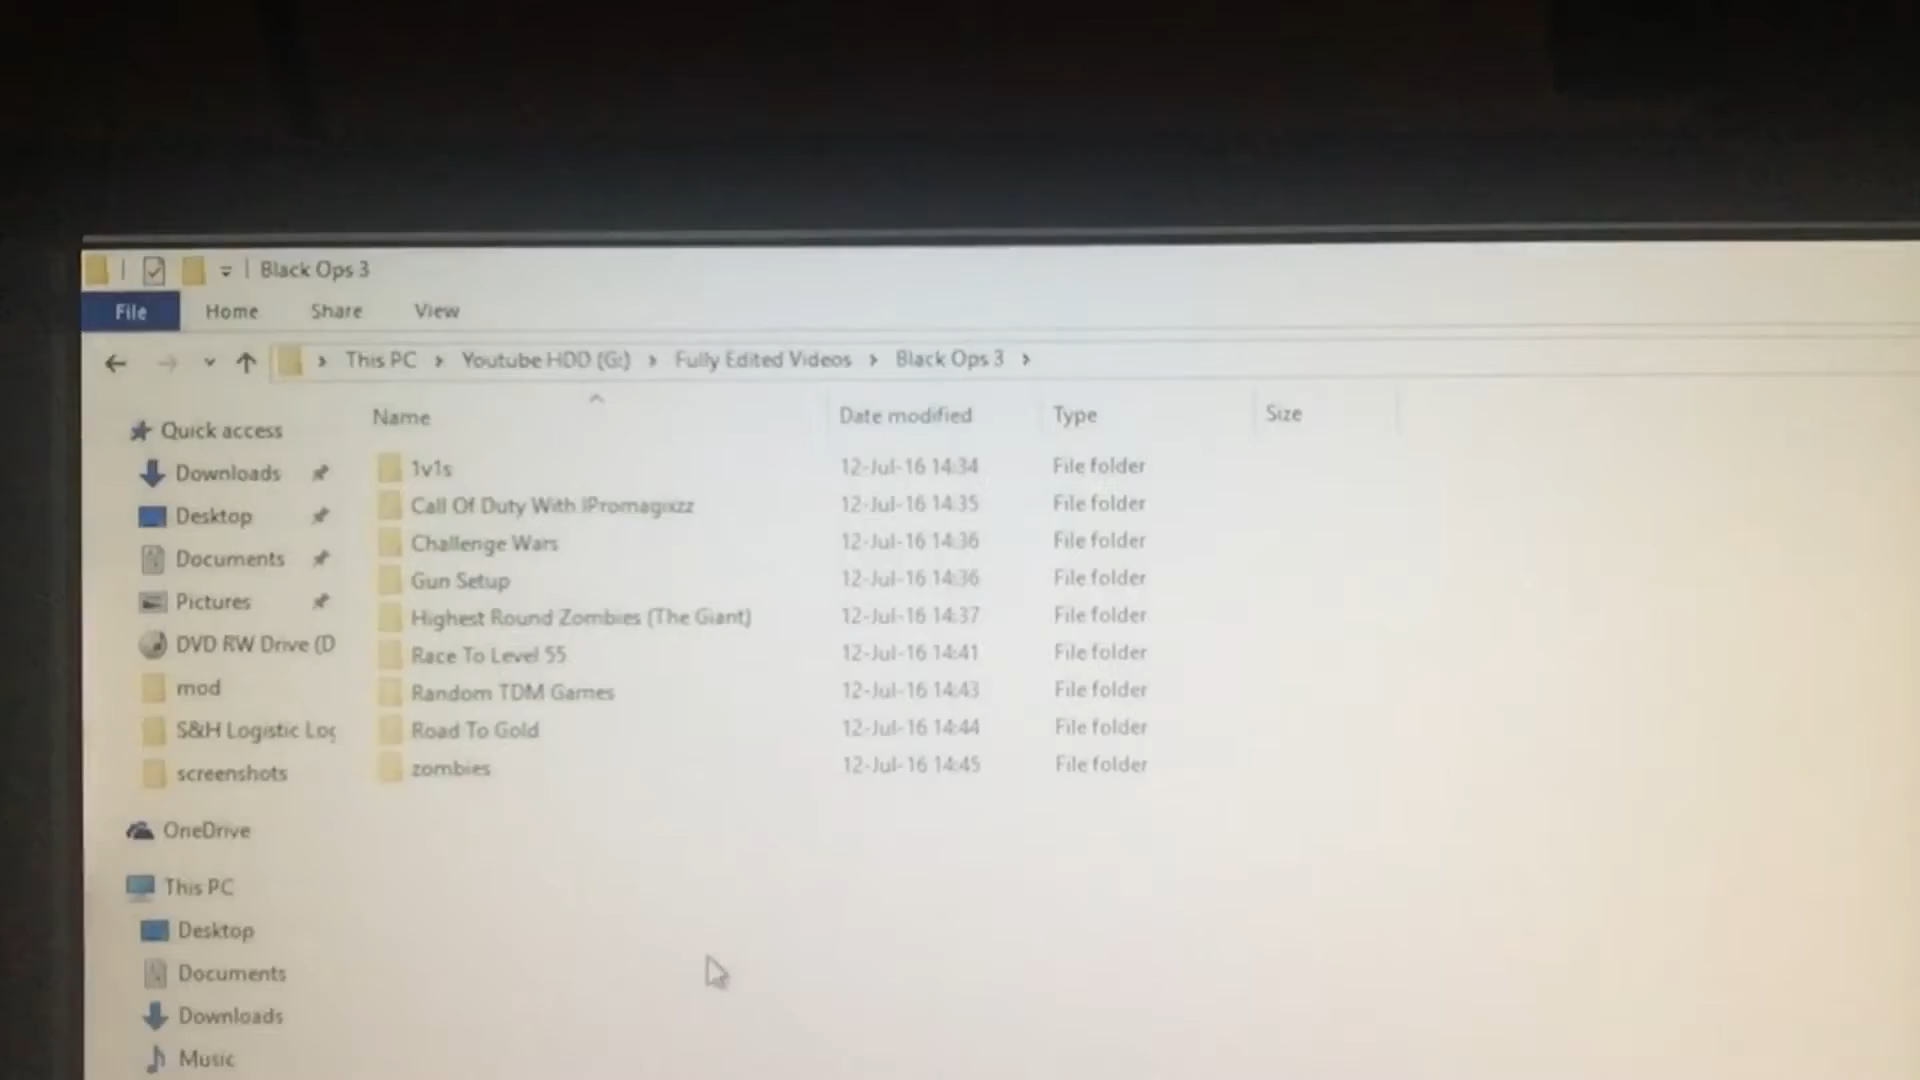 Black Ops 3
File Home Share View
This PC > Youtube HDD (G:) > Fully Edited Videos > Black Ops 3 >
Name Date modified Type Size
1v1s 12-Jul-16 14:34 File folder
Call Of Duty With IPromagixzz 12-Jul-16 14:35 File folder
Challenge Wars 12-Jul-16 14:36 File folder
Gun Setup 12-Jul-16 14:36 File folder
Highest Round Zombies (The Giant) 12-Jul-16 14:37 File folder
Race To Level 55 12-Jul-16 14:41 File folder
Random TDM Games 12-Jul-16 14:43 File folder
Road To Gold 12-Jul-16 14:44 File folder
zombies 12-Jul-16 14:45 File folder
Quick access
Downloads
Desktop
Documents
Pictures
DVD RW Drive (D
mod
S&H Logistic Log
screenshots
OneDrive
This PC
Desktop
Documents
Downloads
Music